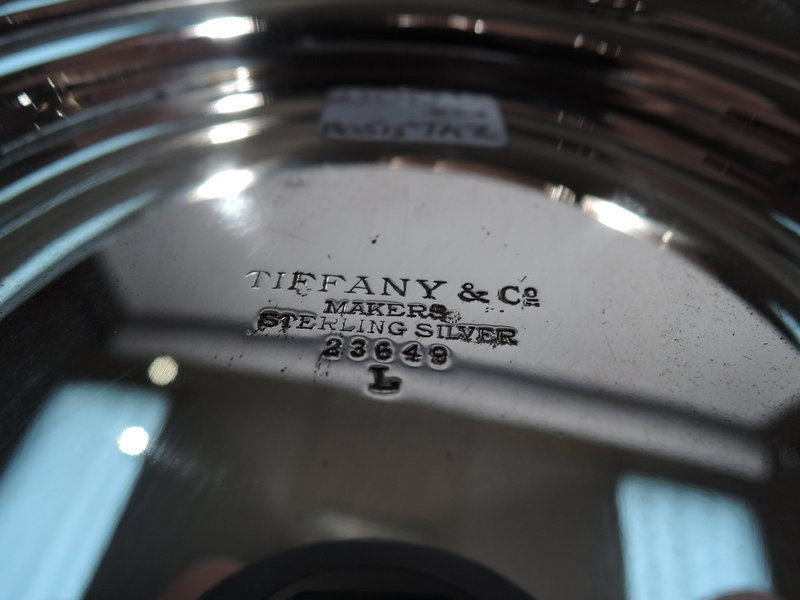 TIFFANY & Co
MAKERS
STERLING SILVER
23649
L